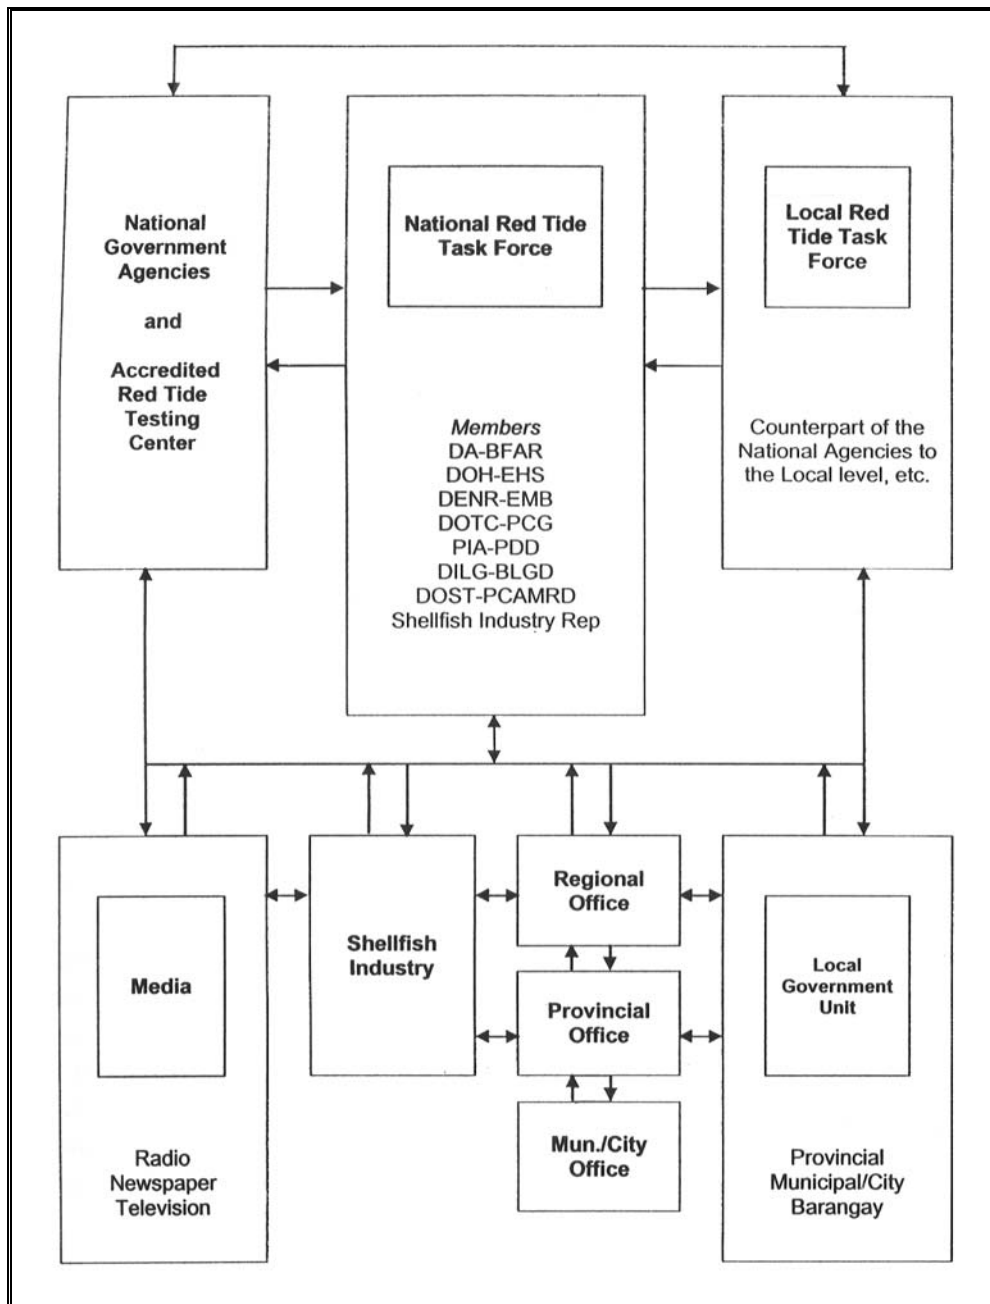 National
Government
Agencies
and
Accredited
Red Tide
Testing
Center
National Red Tide
Task Force
Members
DA-BFAR
DOH-EHS
DENR-EMB
DOTC-PCG
PIA-PDD
DILG-BLGD
DOST-PCAMRD
Shellfish Industry Rep
Local Red
Tide Task
Force
Counterpart of the
National Agencies to
the Local level, etc.
Media
Radio
Newspaper
Television
Shellfish
Industry
Regional
Office
Provincial
Office
Mun./City
Office
Local
Government
Unit
Provincial
Municipal/City
Barangay